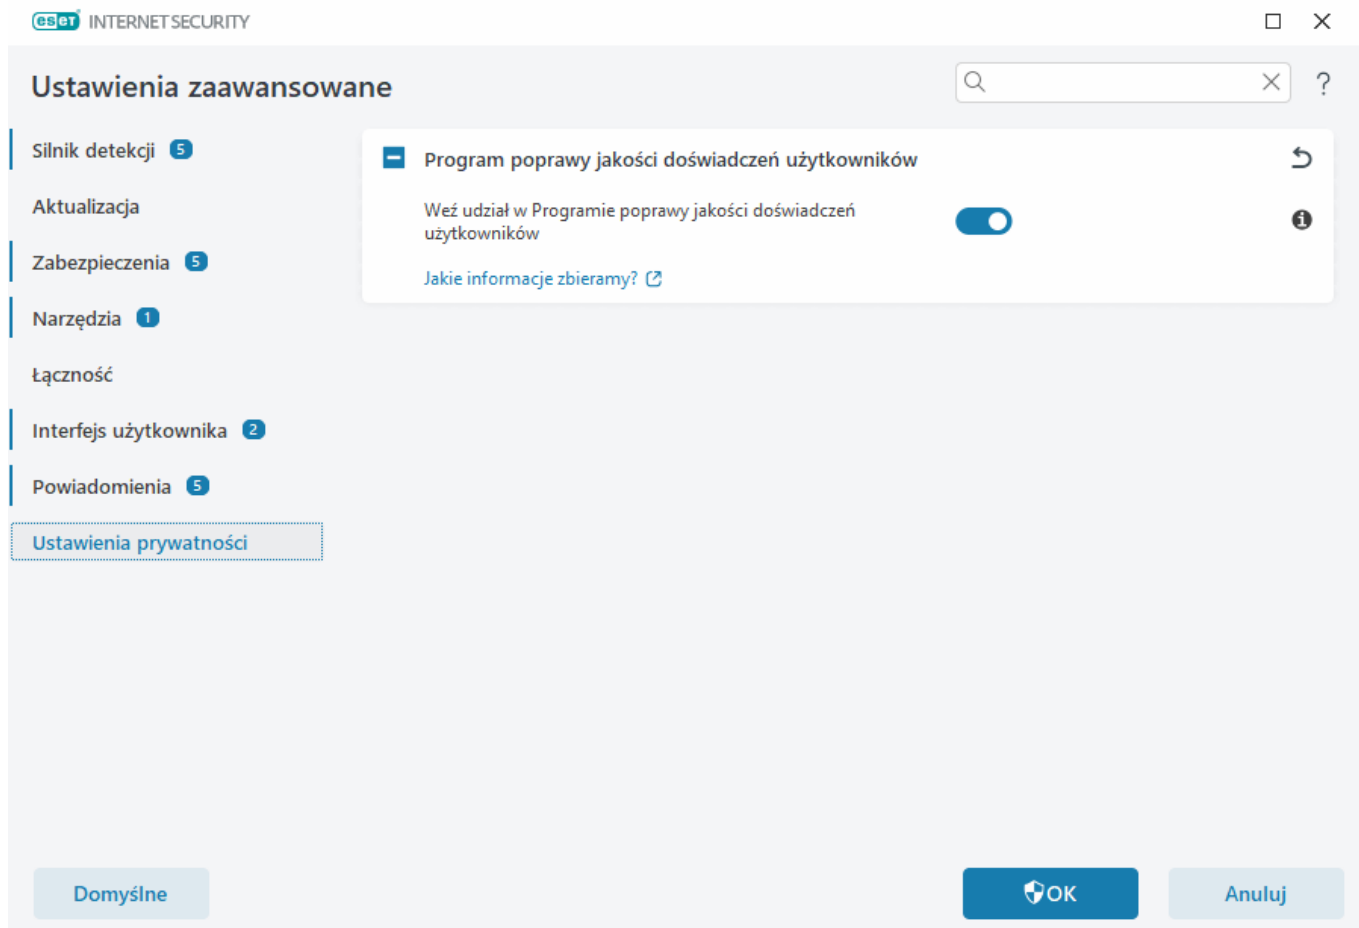 eset INTERNET SECURITY
Ustawienia zaawansowane
?
Silnik detekcji 5
Aktualizacja
Zabezpieczenia 5
Narzędzia 1
Łączność
Interfejs użytkownika 2
Powiadomienia 5
Ustawienia prywatności
Program poprawy jakości doświadczeń użytkowników
Weź udział w Programie poprawy jakości doświadczeń
użytkowników
Jakie informacje zbieramy?
Domyślne
OK
Anuluj